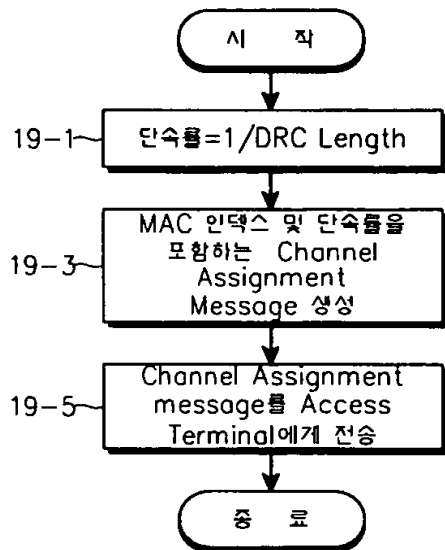 시 작
19-1
단속률=1/DRC Length
19-3
MAC 인덱스 및 단속률을
포함하는 Channel
Assignment
Message 생성
19-5
Channel Assignment
message를 Access
Terminal에게 전송
종 료